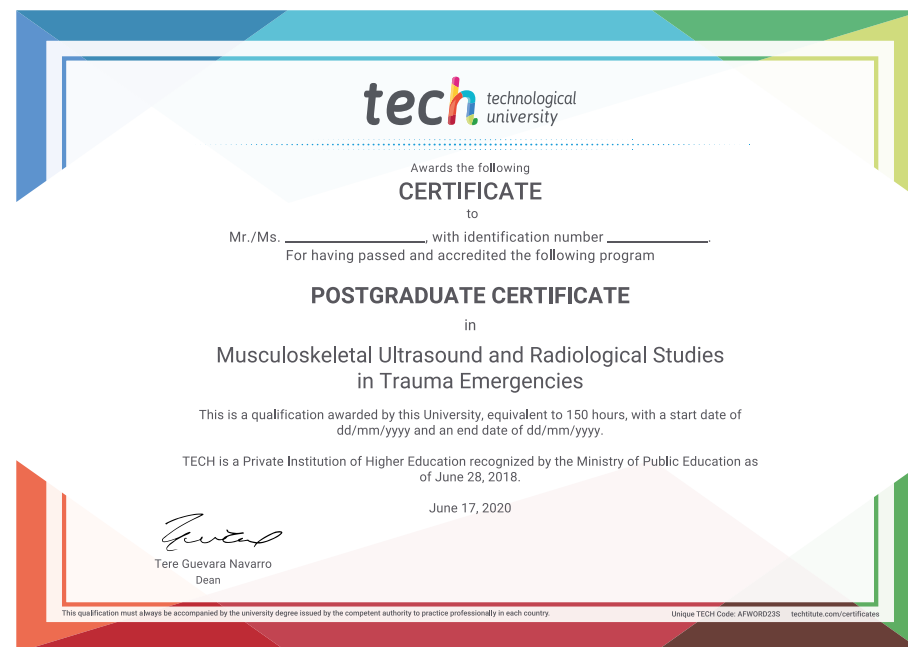 tech technological
university
Awards the following
CERTIFICATE
to
Mr./Ms. ____________________, with identification number ______________.
For having passed and accredited the following program
POSTGRADUATE CERTIFICATE
in
Musculoskeletal Ultrasound and Radiological Studies
in Trauma Emergencies
This is a qualification awarded by this University, equivalent to 150 hours, with a start date of
dd/mm/yyyy and an end date of dd/mm/yyyy.
TECH is a Private Institution of Higher Education recognized by the Ministry of Public Education as
of June 28, 2018.
June 17, 2020
Tere Guevara Navarro
Dean
This qualification must always be accompanied by the university degree issued by the competent authority to practice professionally in each country. Unique TECH Code: AFWORD23S techtitute.com/certificates